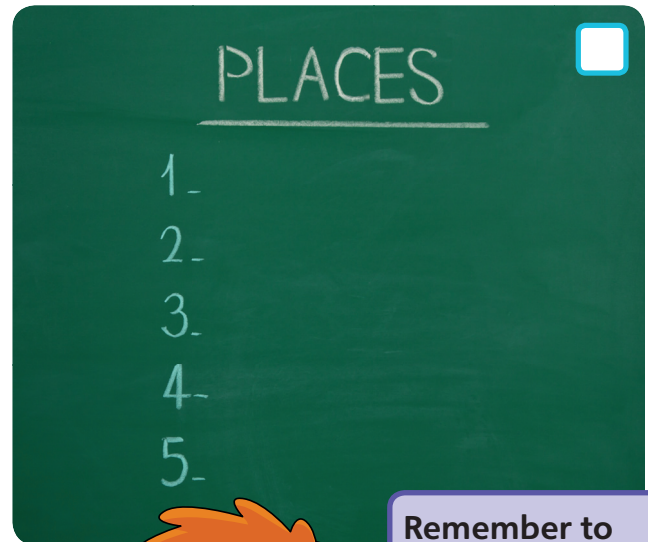 PLACES
1-
2-
3-
4-
5-
Remember to